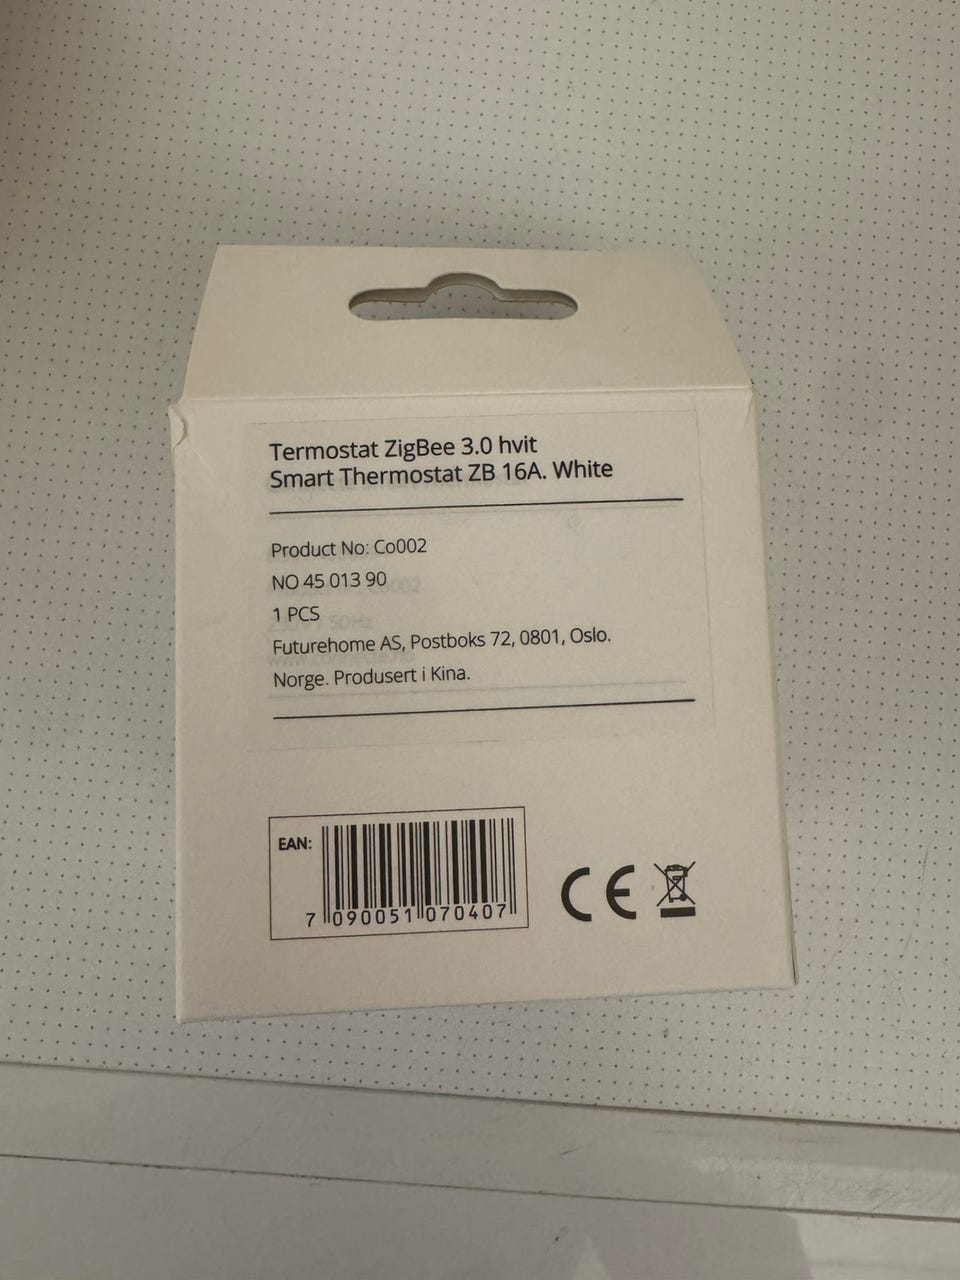 Termostat ZigBee 3.0 hvit
Smart Thermostat ZB 16A. White
Product No: Co002
NO 45 013 90
1 PCS
Futurehome AS, Postboks 72, 0801, Oslo.
Norge. Produsert i Kina.
EAN:
7 090051 070407
CE